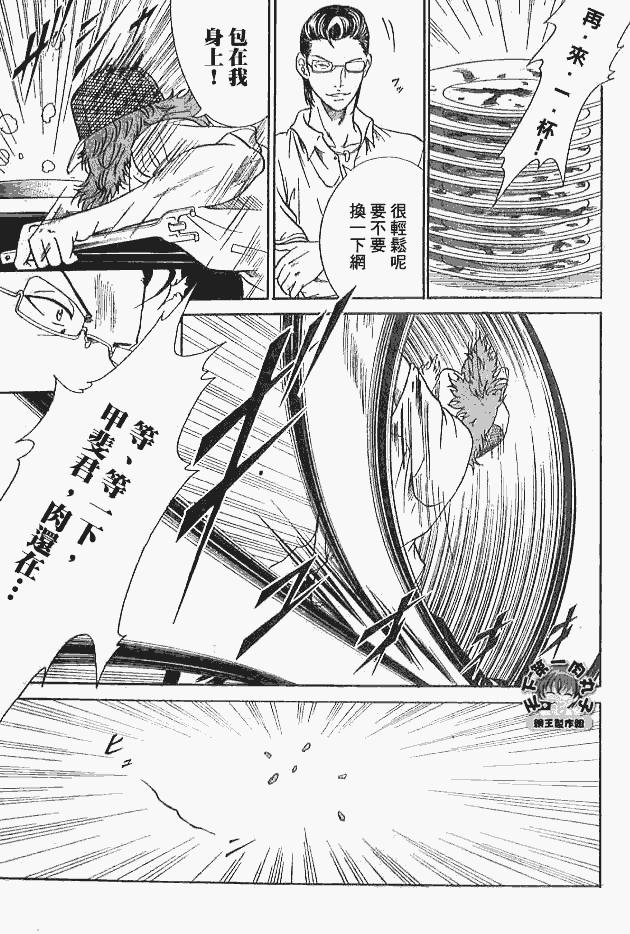 再．來．一．杯！
很輕鬆呢
要不要
換一下網
包在我
身上！
等、等一下，
甲斐君，肉還在…
網王製作組